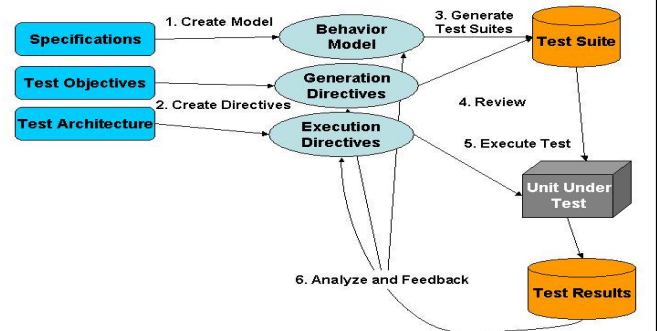 Specifications
1. Create Model
Behavior
Model
3. Generate
Test Suites
Test Suite
Test Objectives
Generation
Directives
2. Create Directives
4. Review
Test Architecture
Execution
Directives
5. Execute Test
Unit Under
Test
6. Analyze and Feedback
Test Results